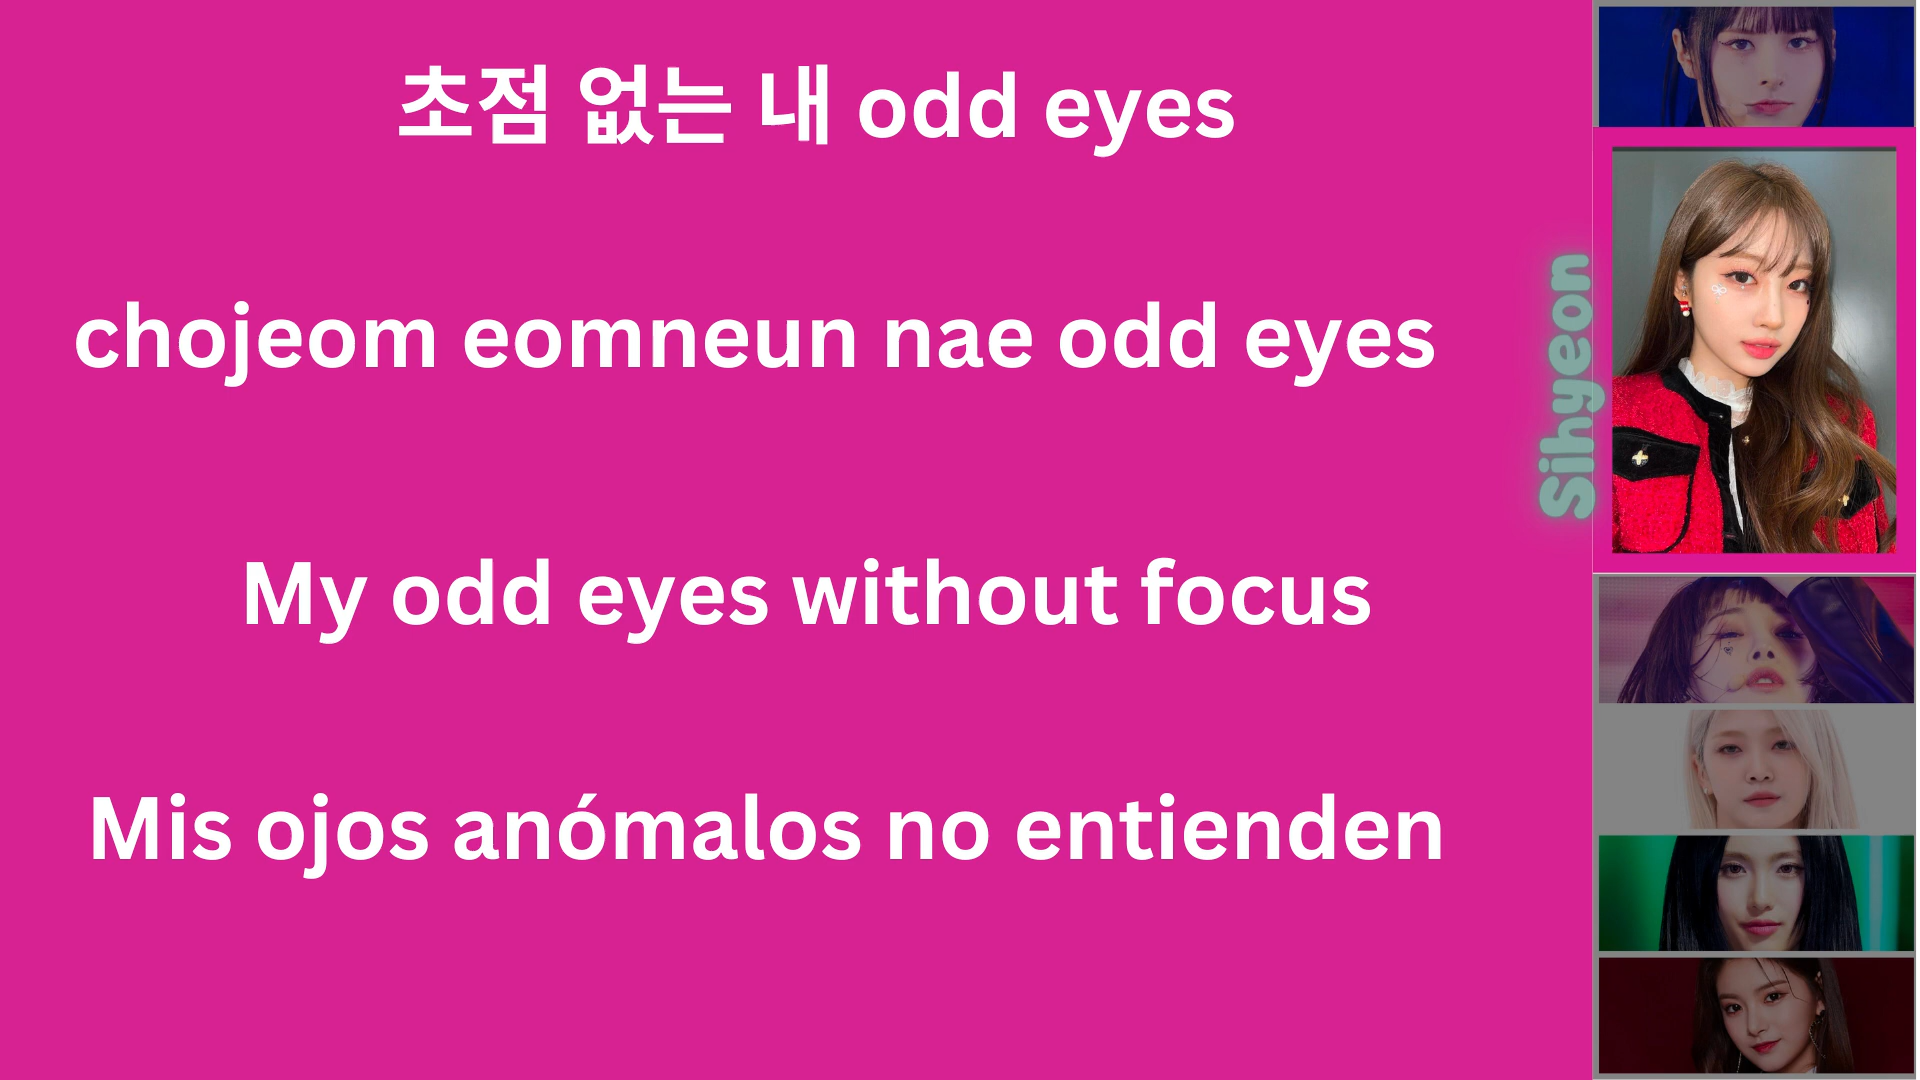 초점 없는 내 odd eyes
chojeom eomneun nae odd eyes
My odd eyes without focus
Mis ojos anómalos no entienden
Sihyeon